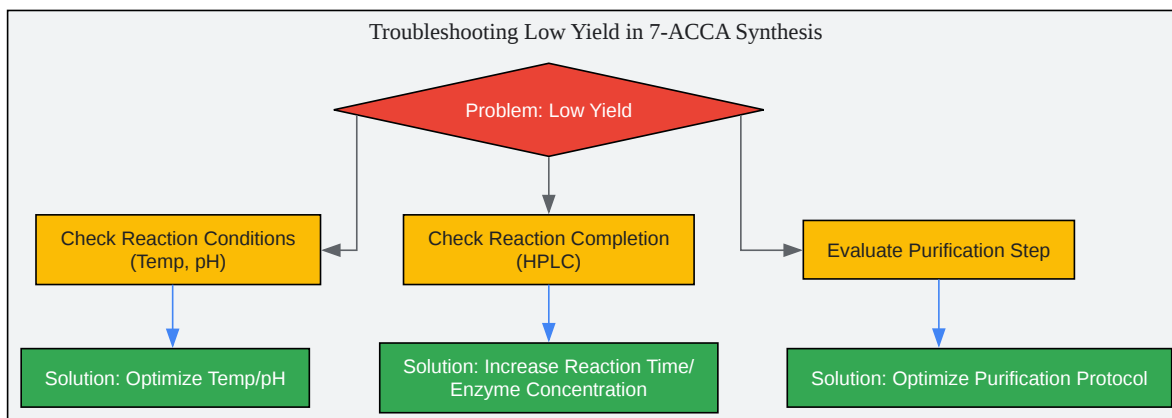 Troubleshooting Low Yield in 7-ACCA Synthesis
Problem: Low Yield
Check Reaction Conditions
(Temp, pH)
Check Reaction Completion
(HPLC)
Evaluate Purification Step
Solution: Optimize Temp/pH
Solution: Increase Reaction Time/
Enzyme Concentration
Solution: Optimize Purification Protocol